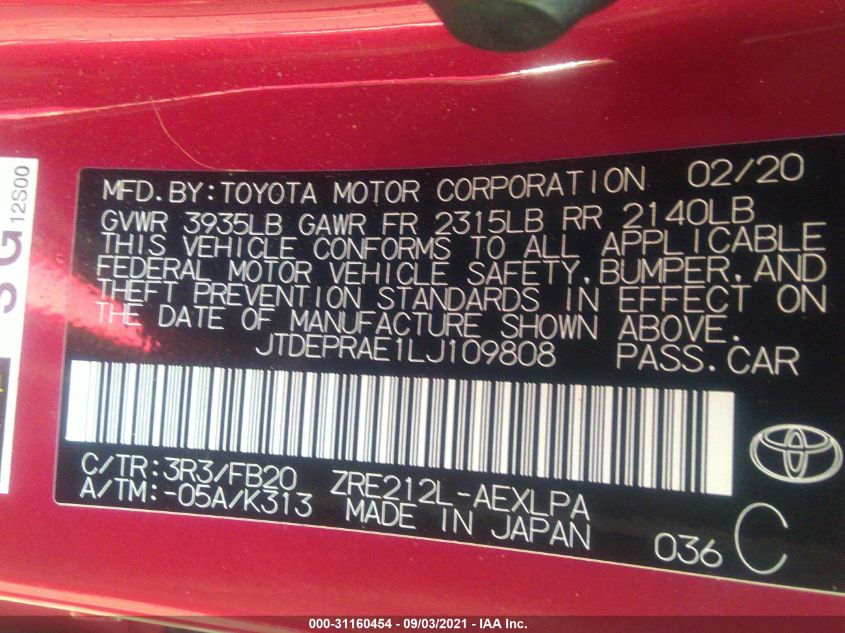 MFD.BY:TOYOTA MOTOR CORPORATION 02/20
GVWR 3935LB GAWR FR 2315LB RR 2140LB
THIS VEHICLE CONFORMS TO ALL APPLICABLE
FEDERAL MOTOR VEHICLE SAFETY,BUMPER,AND
THEFT PREVENTION STANDARDS IN EFFECT ON
THE DATE OF MANUFACTURE SHOWN ABOVE.
JTDEPRAE1LJ109808 PASS.CAR
C/TR:3R3/FB20 ZRE212L-AEXLPA
A/TM:-05A/K313 MADE IN JAPAN
036 C
12S00
000-31160454 - 09/03/2021 - IAA Inc.